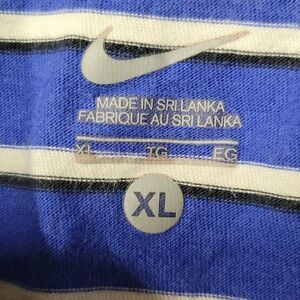 MADE IN SRI LANKA
FABRIQUE AU SRI LANKA
XL TG EG
XL